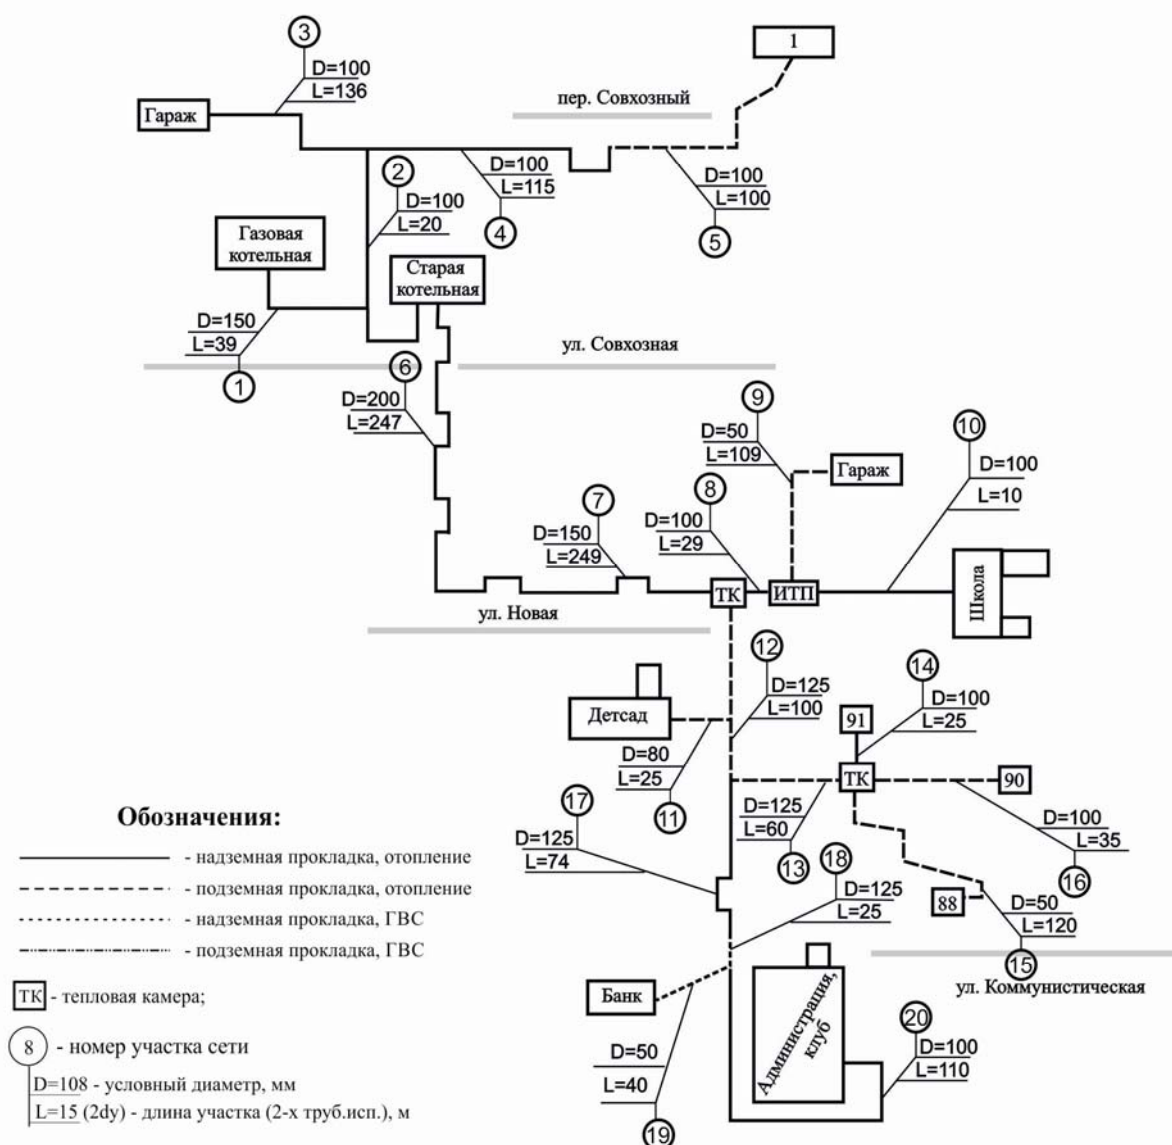 3
D=100
L=136
1
Гараж
пер. Совхозный
2
D=100
L=20
D=100
L=115
4
D=100
L=100
5
Газовая
котельная
Старая
котельная
D=150
L=39
1
ул. Совхозная
6
D=200
L=247
9
D=50
L=109
Гараж
10
D=100
L=10
7
D=150
L=249
8
D=100
L=29
ТК
ИТП
Школа
ул. Новая
12
D=125
L=100
14
D=100
L=25
Детсад
91
D=80
L=25
11
ТК
90
17
D=125
L=74
D=125
L=60
13
D=100
L=35
16
18
D=125
L=25
88
D=50
L=120
15
ул. Коммунистическая
Банк
Администрация,
клуб
20
D=100
L=110
D=50
L=40
19
Обозначения:
- надземная прокладка, отопление
- подземная прокладка, отопление
- надземная прокладка, ГВС
- подземная прокладка, ГВС
ТК - тепловая камера;
8 - номер участка сети
D=108 - условный диаметр, мм
L=15 (2dy) - длина участка (2-х труб.исп.), м